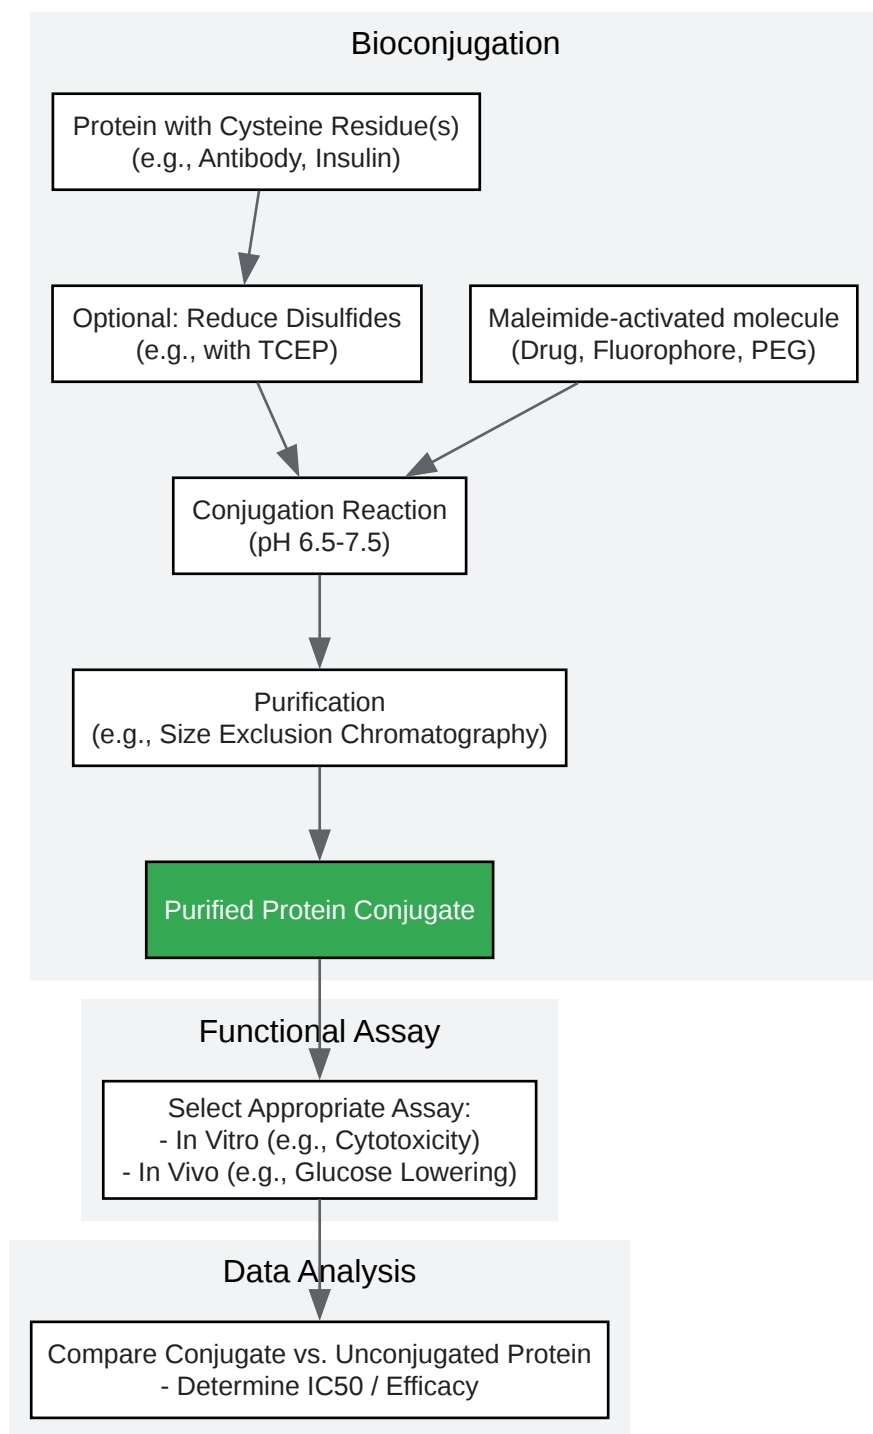 Bioconjugation
Protein with Cysteine Residue(s)
(e.g., Antibody, Insulin)
Optional: Reduce Disulfides
(e.g., with TCEP)
Maleimide-activated molecule
(Drug, Fluorophore, PEG)
Conjugation Reaction
(pH 6.5-7.5)
Purification
(e.g., Size Exclusion Chromatography)
Purified Protein Conjugate
Functional Assay
Select Appropriate Assay:
- In Vitro (e.g., Cytotoxicity)
- In Vivo (e.g., Glucose Lowering)
Data Analysis
Compare Conjugate vs. Unconjugated Protein
- Determine IC50 / Efficacy